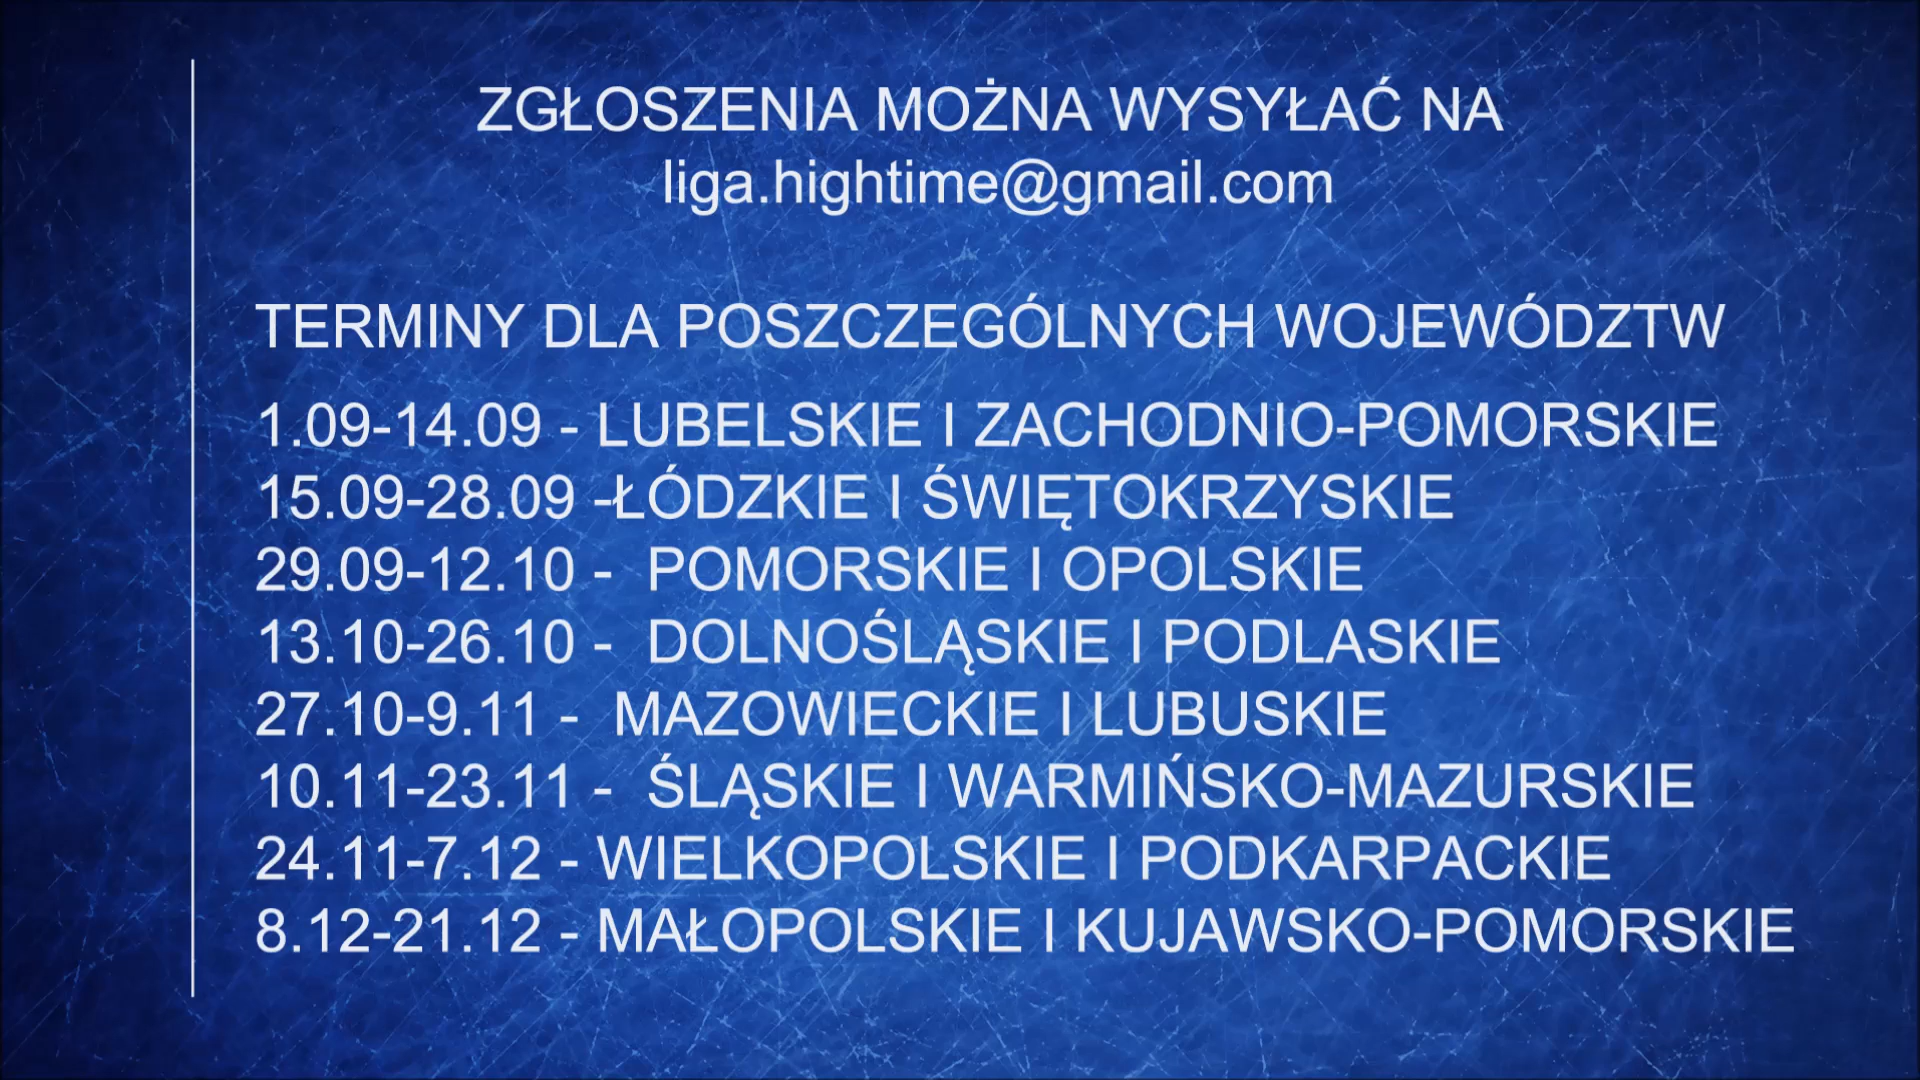 ZGŁOSZENIA MOŻNA WYSYŁAĆ NA
liga.hightime@gmail.com
TERMINY DLA POSZCZEGÓLNYCH WOJEWÓDZTW
1.09-14.09 - LUBELSKIE I ZACHODNIO-POMORSKIE
15.09-28.09 -ŁÓDZKIE I ŚWIĘTOKRZYSKIE
29.09-12.10 - POMORSKIE I OPOLSKIE
13.10-26.10 - DOLNOŚLĄSKIE I PODLASKIE
27.10-9.11 - MAZOWIECKIE I LUBUSKIE
10.11-23.11 - ŚLĄSKIE I WARMIŃSKO-MAZURSKIE
24.11-7.12 - WIELKOPOLSKIE I PODKARPACKIE
8.12-21.12 - MAŁOPOLSKIE I KUJAWSKO-POMORSKIE